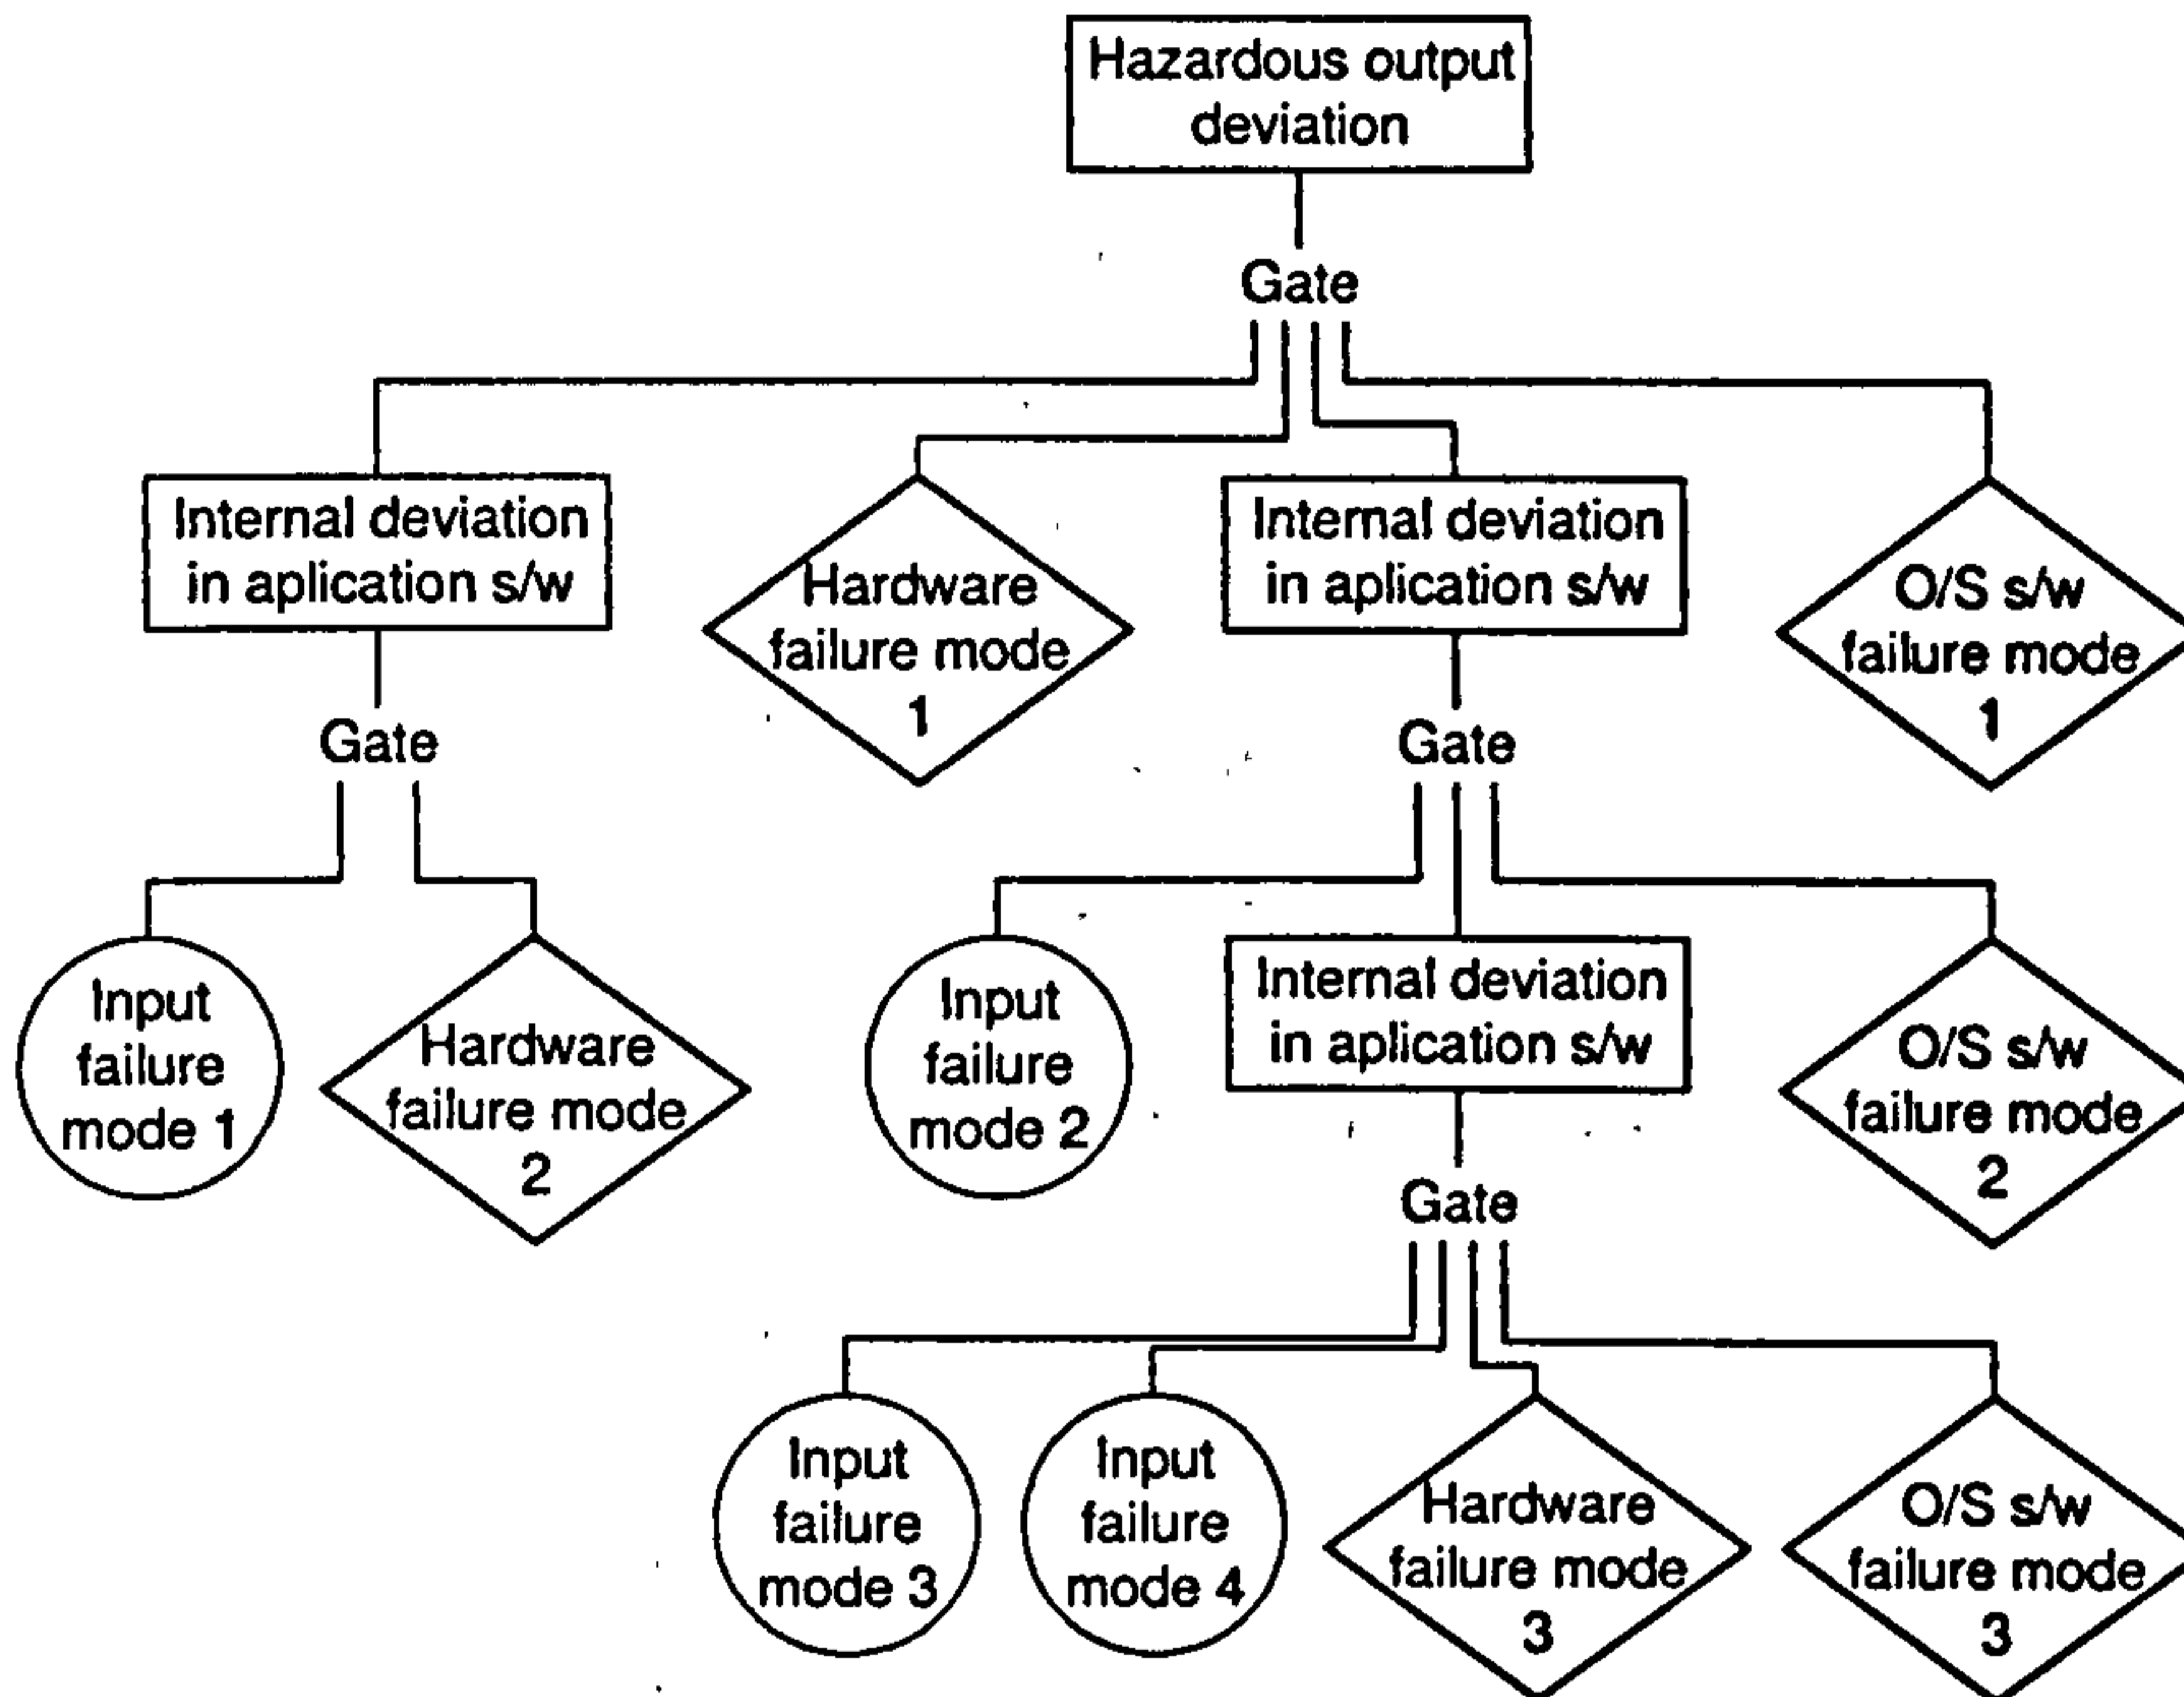 Hazardous output
deviation
Gate
Internal deviation
in aplication s/w
Hardware
failure mode
1
Internal deviation
in aplication s/w
O/S s/w
failure mode
1
Gate
Gate
Input
failure
mode 1
Hardware
failure mode
2
Input
failure
mode 2
Internal deviation
in aplication s/w
O/S s/w
failure mode
2
Gate
Input
failure
mode 3
Input
failure
mode 4
Hardware
failure mode
3
O/S s/w
failure mode
3